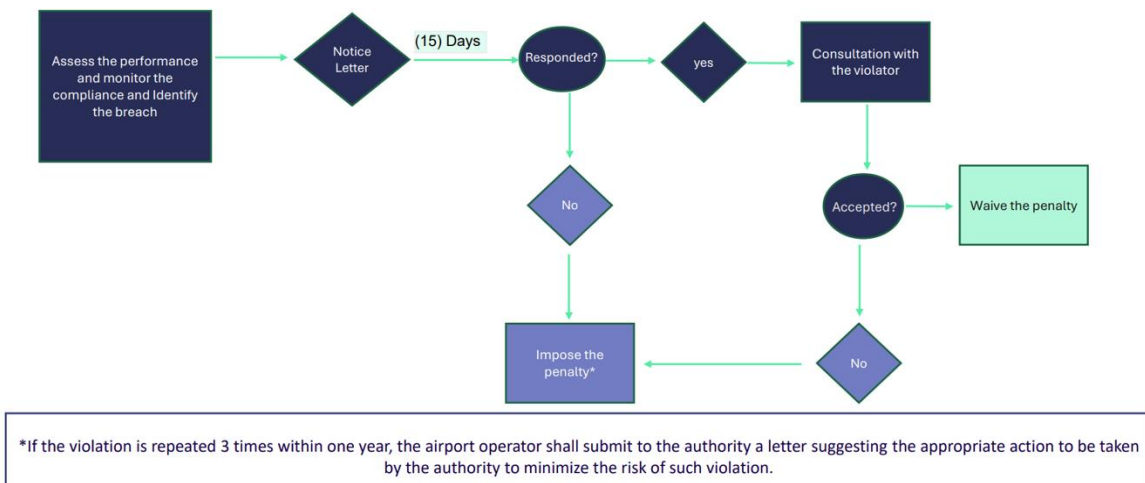 Assess the performance
and monitor the
compliance and Identify
the breach
Notice
Letter
(15) Days
Responded?
yes
Consultation with
the violator
No
Accepted?
Waive the penalty
Impose the
penalty*
No
*If the violation is repeated 3 times within one year, the airport operator shall submit to the authority a letter suggesting the appropriate action to be taken
by the authority to minimize the risk of such violation.